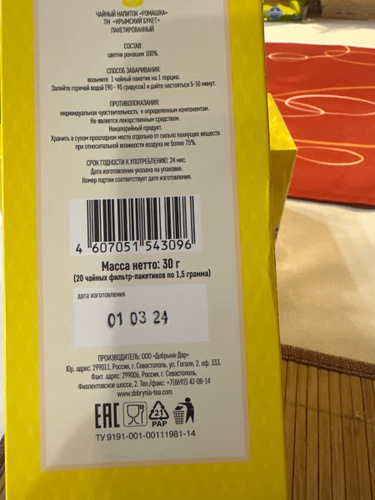 ЧАЙНЫЙ НАПИТОК «РОМАШКА»
ТМ «КРЫМСКИЙ БУКЕТ»
ПАКЕТИРОВАННЫЙ
СОСТАВ:
цветки ромашки 100%.
СПОСОБ ЗАВАРИВАНИЯ:
возьмите 1 чайный пакетик на 1 порцию.
Залейте горячей водой (90 - 95 градусов) и дайте настояться 5-10 минут.
ПРОТИВОПОКАЗАНИЯ:
индивидуальная чувствительность к определенным компонентам.
Не является лекарственным средством.
Некалорийный продукт.
Хранить в сухом прохладном месте отдельно от сильно пахнущих веществ
при относительной влажности воздуха не более 75%.
СРОК ГОДНОСТИ К УПОТРЕБЛЕНИЮ: 24 мес.
Дата изготовления указана на упаковке.
Номер партии соответствует дате изготовления.
4 607051 543096
Масса нетто: 30 г
(20 чайных фильтр-пакетиков по 1,5 грамма)
дата изготовления
01 03 24
ПРОИЗВОДИТЕЛЬ: ООО «Добрыня-Дар»
Юр. адрес: 299011, Россия, г. Севастополь, ул. Гоголя, 2, оф. 333.
Факт. адрес: 299006, Россия, г. Севастополь,
Фиолентовское шоссе, 2. Тел./факс: +7(8692) 42-08-14
www.dobrynia-tea.com
EAC
21
PAP
ТУ 9191-001-00111981-14